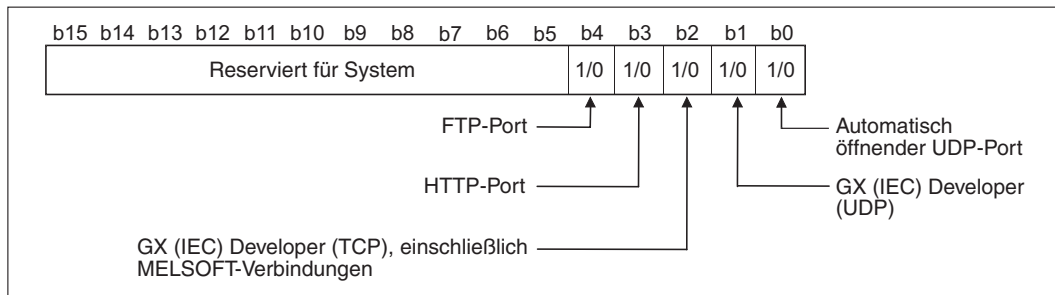 b15 b14 b13 b12 b11 b10 b9 b8 b7 b6 b5 b4 b3 b2 b1 b0
Reserviert für System 1/0 1/0 1/0 1/0 1/0
FTP-Port
Automatisch
öffnender UDP-Port
HTTP-Port
GX (IEC) Developer
(UDP)
GX (IEC) Developer (TCP), einschließlich
MELSOFT-Verbindungen